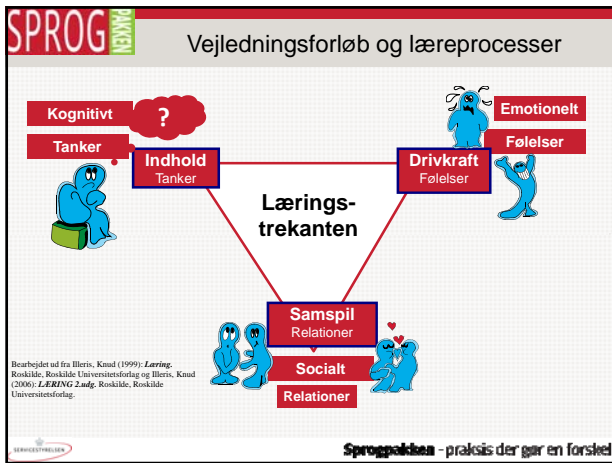 SPROG
PAKKEN
Vejledningsforløb og læreprocesser
Kognitivt
?
Tanker
Indhold
Tanker
Emotionelt
Følelser
Drivkraft
Følelser
Lærings-
trekanten
Samspil
Relationer
Socialt
Relationer
Bearbejdet ud fra Illeris, Knud (1999): Læring.
Roskilde, Roskilde Universitetsforlag og Illeris, Knud
(2006): LÆRING 2.udg. Roskilde, Roskilde
Universitetsforlag.
SERVICESTYRELSEN
Sprogpakken - praksis der gør en forskel